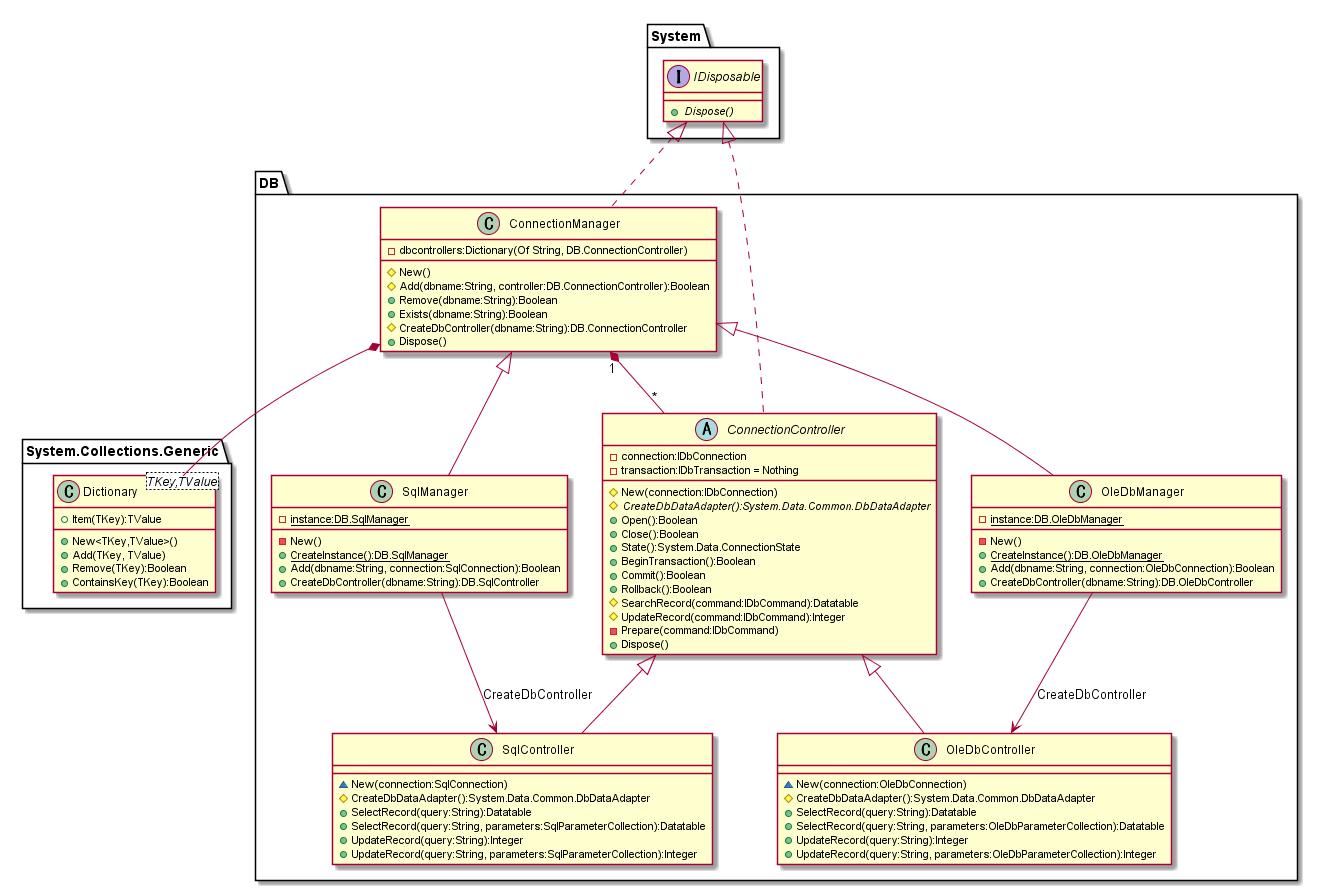 System
IDisposable
Dispose()
DB
ConnectionManager
dbcontrollers:Dictionary(Of String, DB.ConnectionController)
New()
Add(dbname:String, controller:DB.ConnectionController):Boolean
Remove(dbname:String):Boolean
Exists(dbname:String):Boolean
CreateDbController(dbname:String):DB.ConnectionController
Dispose()
1
*
System.Collections.Generic
Dictionary
TKey,TValue
Item(TKey):TValue
New<TKey,TValue>()
Add(TKey, TValue)
Remove(TKey):Boolean
ContainsKey(TKey):Boolean
SqlManager
instance:DB.SqlManager
New()
CreateInstance():DB.SqlManager
Add(dbname:String, connection:SqlConnection):Boolean
CreateDbController(dbname:String):DB.SqlController
ConnectionController
connection:IDbConnection
transaction:IDbTransaction = Nothing
New(connection:IDbConnection)
CreateDbDataAdapter():System.Data.Common.DbDataAdapter
Open():Boolean
Close():Boolean
State():System.Data.ConnectionState
BeginTransaction():Boolean
Commit():Boolean
Rollback():Boolean
SearchRecord(command:IDbCommand):Datatable
UpdateRecord(command:IDbCommand):Integer
Prepare(command:IDbCommand)
Dispose()
OleDbManager
instance:DB.OleDbManager
New()
CreateInstance():DB.OleDbManager
Add(dbname:String, connection:OleDbConnection):Boolean
CreateDbController(dbname:String):DB.OleDbController
CreateDbController
CreateDbController
SqlController
New(connection:SqlConnection)
CreateDbDataAdapter():System.Data.Common.DbDataAdapter
SelectRecord(query:String):Datatable
SelectRecord(query:String, parameters:SqlParameterCollection):Datatable
UpdateRecord(query:String):Integer
UpdateRecord(query:String, parameters:SqlParameterCollection):Integer
OleDbController
New(connection:OleDbConnection)
CreateDbDataAdapter():System.Data.Common.DbDataAdapter
SelectRecord(query:String):Datatable
SelectRecord(query:String, parameters:OleDbParameterCollection):Datatable
UpdateRecord(query:String):Integer
UpdateRecord(query:String, parameters:OleDbParameterCollection):Integer